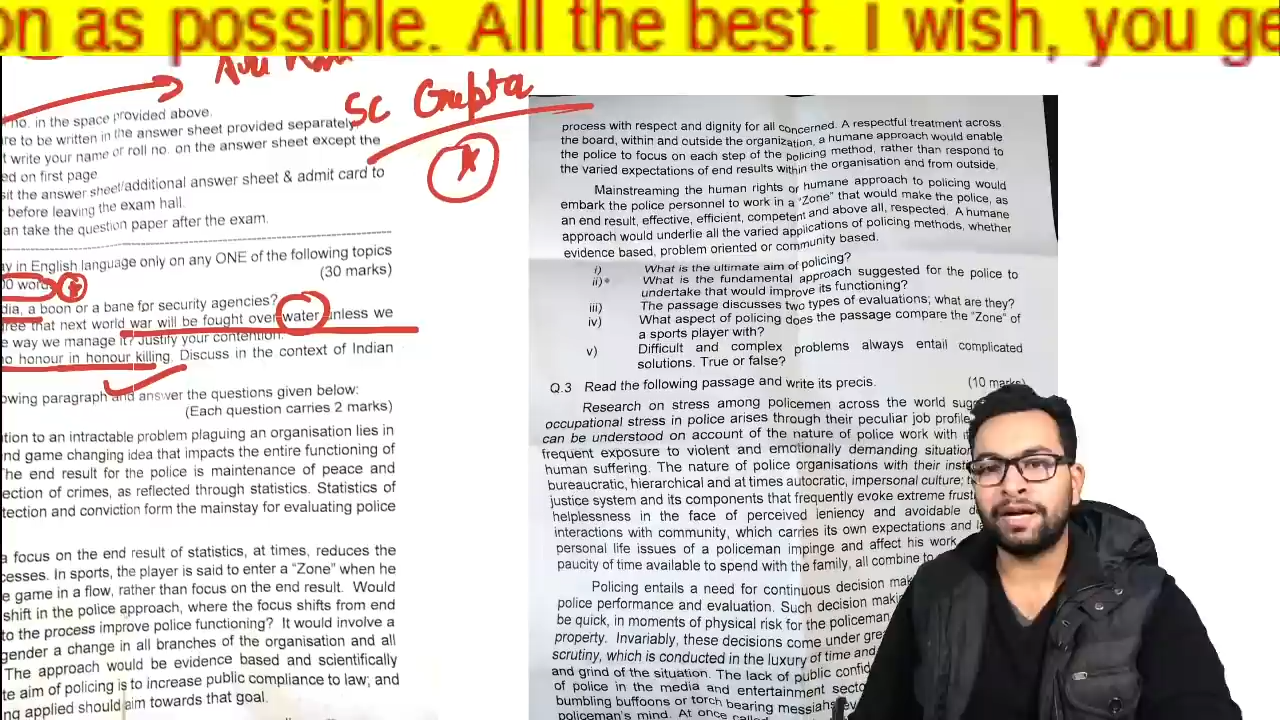 on as possible. All the best. I wish, you ge
SC Gupta
no. in the space provided above.
re to be written in the answer sheet provided separately
t write your name or roll no. on the answer sheet except the
ed on first page
sit the answer sheet/additional answer sheet & admit card to
before leaving the exam hall.
an take the question paper after the exam.
y in English language only on any ONE of the following topics
(30 marks)
00 word
dia, a boon or a bane for security agencies?
ree that next world war will be fought over water unless we
e way we manage it? Justify your contention.
no honour in honour killing. Discuss in the context of Indian
owing paragraph and answer the questions given below:
(Each question carries 2 marks)
tion to an intractable problem plaguing an organisation lies in
nd game changing idea that impacts the entire functioning of
The end result for the police is maintenance of peace and
ection of crimes, as reflected through statistics. Statistics of
tection and conviction form the mainstay for evaluating police
a focus on the end result of statistics, at times, reduces the
cesses. In sports, the player is said to enter a "Zone" when he
e game in a flow, rather than focus on the end result. Would
shift in the police approach, where the focus shifts from end
to the process improve police functioning? It would involve a
gender a change in all branches of the organisation and all
The approach would be evidence based and scientifically
te aim of policing is to increase public compliance to law; and
ng applied should aim towards that goal.
process with respect and dignity for all concerned. A respectful treatment across
the board, within and outside the organization, a humane approach would enable
the police to focus on each step of the policing method, rather than respond to
the varied expectations of end results within the organisation and from outside.
Mainstreaming the human rights or humane approach to policing would
embark the police personnel to work in a "Zone" that would make the police, as
an end result, effective, efficient, competent and above all, respected. A humane
approach would underlie all the varied applications of policing methods, whether
evidence based, problem oriented or community based.
i) What is the ultimate aim of policing?
ii) What is the fundamental approach suggested for the police to
undertake that would improve its functioning?
iii) The passage discusses two types of evaluations; what are they?
iv) What aspect of policing does the passage compare the "Zone" of
a sports player with?
v) Difficult and complex problems always entail complicated
solutions. True or false?
Q.3 Read the following passage and write its precis. (10 marks)
Research on stress among policemen across the world sug
occupational stress in police arises through their peculiar job profile
can be understood on account of the nature of police work with
frequent exposure to violent and emotionally demanding situation
human suffering. The nature of police organisations with their inst
bureaucratic, hierarchical and at times autocratic, impersonal culture; t
justice system and its components that frequently evoke extreme frust
helplessness in the face of perceived leniency and avoidable d
interactions with community, which carries its own expectations and
personal life issues of a policeman impinge and affect his work
paucity of time available to spend with the family, all combine to
Policing entails a need for continuous decision mak
police performance and evaluation. Such decision maki
be quick, in moments of physical risk for the policeman
property. Invariably, these decisions come under grea
scrutiny, which is conducted in the luxury of time and
and grind of the situation. The lack of public confid
of police in the media and entertainment secto
bumbling buffoons or torch bearing messiahs
policeman's mind. At once called